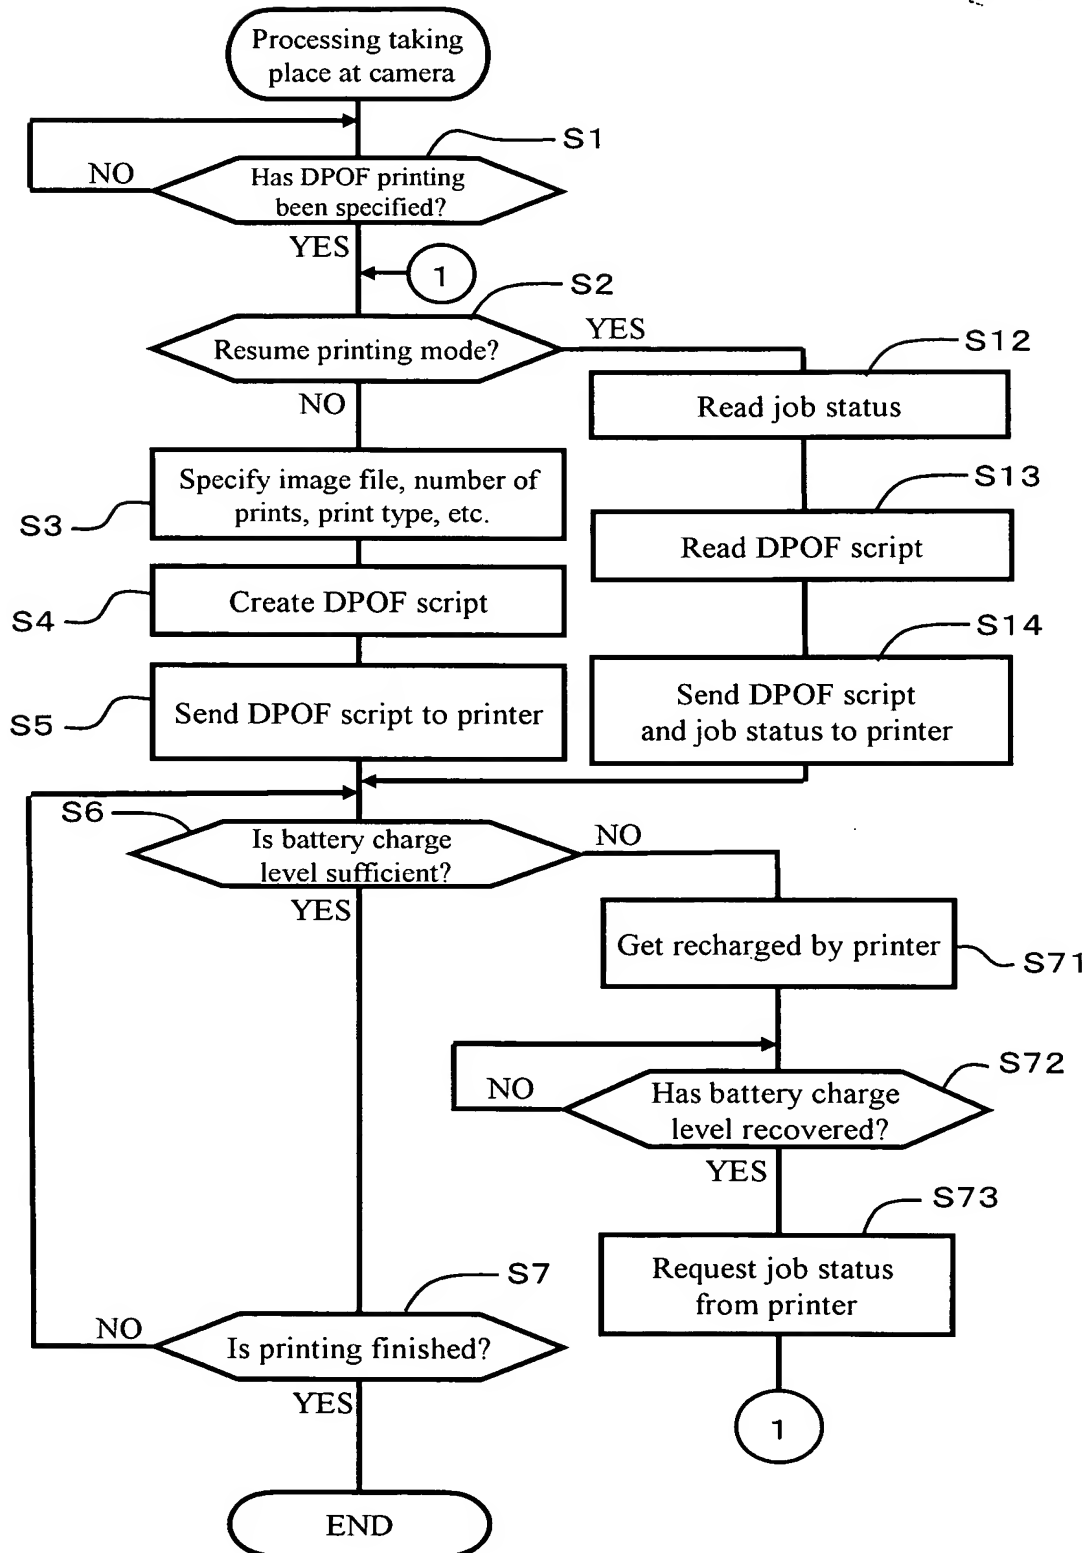 Processing taking
place at camera
S1
NO
Has DPOF printing
been specified?
YES
1
S2
YES
Resume printing mode?
NO
S12
Read job status
S3
Specify image file, number of
prints, print type, etc.
S13
Read DPOF script
S4
Create DPOF script
S14
Send DPOF script
and job status to printer
S5
Send DPOF script to printer
S6
Is battery charge
level sufficient?
NO
YES
Get recharged by printer
S71
S72
NO
Has battery charge
level recovered?
YES
S73
Request job status
from printer
S7
NO
Is printing finished?
YES
1
END